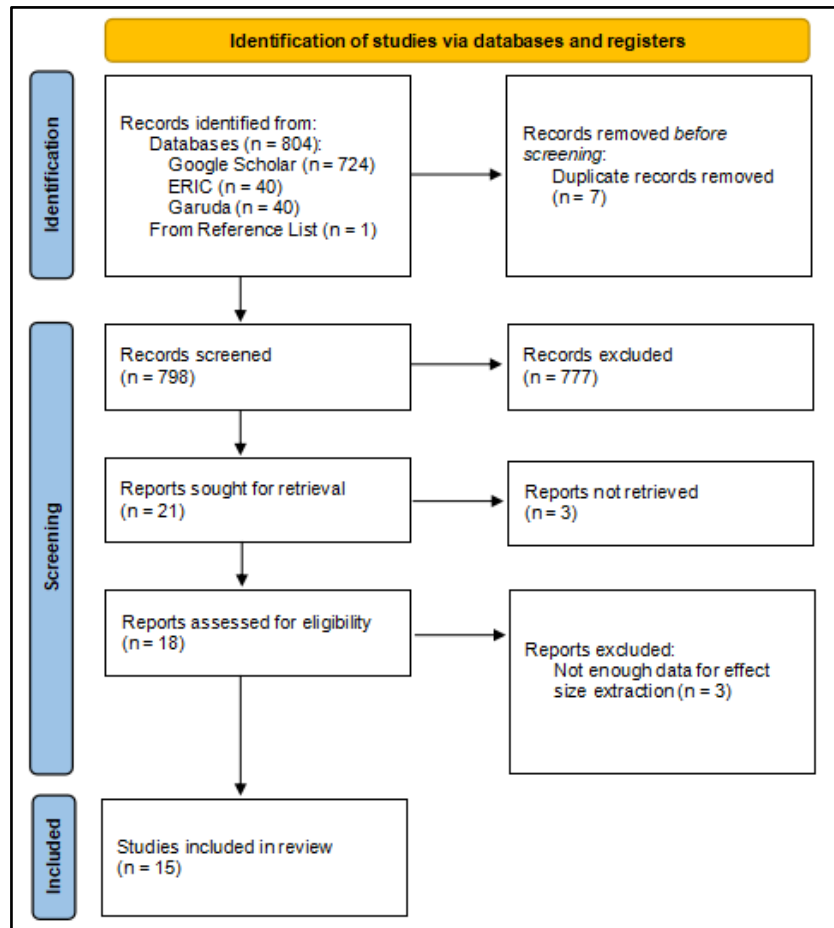 Identification of studies via databases and registers
Identification
Records identified from:
Databases (n = 804):
Google Scholar (n = 724)
ERIC (n = 40)
Garuda (n = 40)
From Reference List (n = 1)
Records removed before
screening:
Duplicate records removed
(n = 7)
Screening
Records screened
(n = 798)
Records excluded
(n = 777)
Reports sought for retrieval
(n = 21)
Reports not retrieved
(n = 3)
Reports assessed for eligibility
(n = 18)
Reports excluded:
Not enough data for effect
size extraction (n = 3)
Included
Studies included in review
(n = 15)